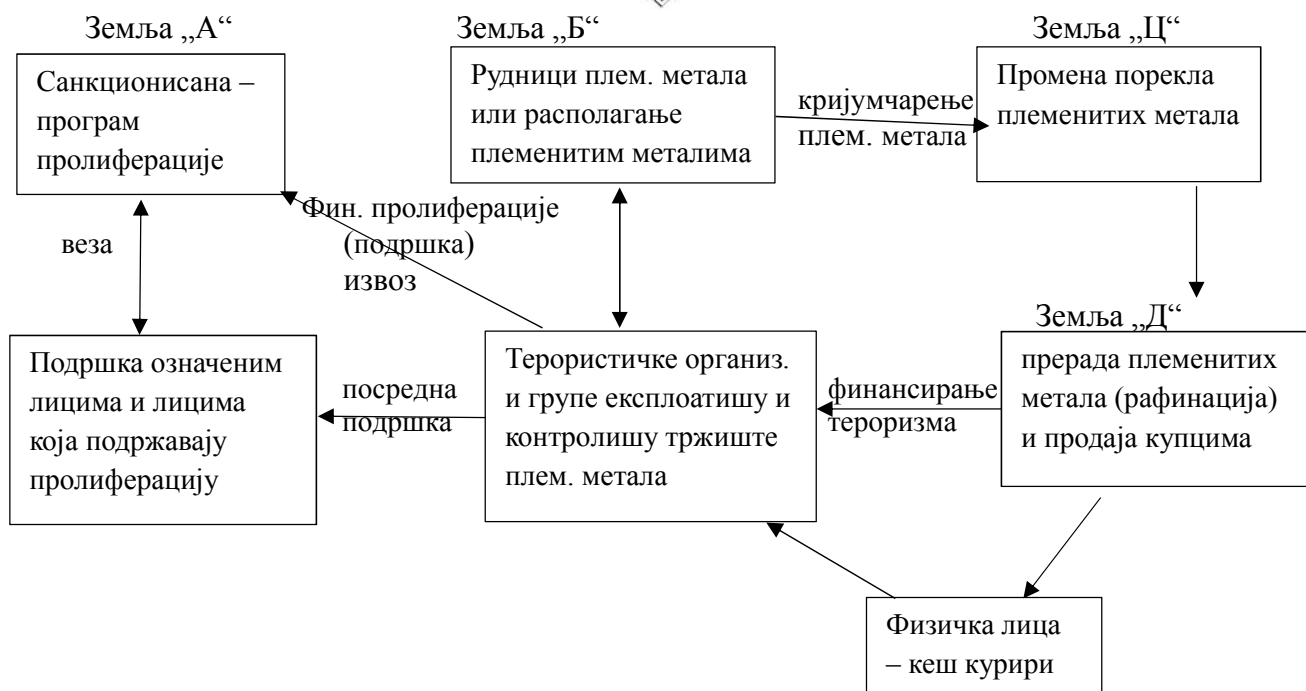 Земља „А“
Санкционисана –
програм
пролиферације
Земља „Б“
Рудници плем. метала
или располагање
племенитим металима
кријумчарење
плем. метала
Земља „Ц“
Промена порекла
племенитих метала
веза
Фин. пролиферације
(подршка)
извоз
Подршка означеним
лицима и лицима
која подржавају
пролиферацију
посредна
подршка
Терористичке организ.
и групе експлоатишу и
контролишу тржиште
плем. метала
финансирање
тероризма
Земља „Д“
прерада племенитих
метала (рафинација)
и продаја купцима
Физичка лица
– кеш курири